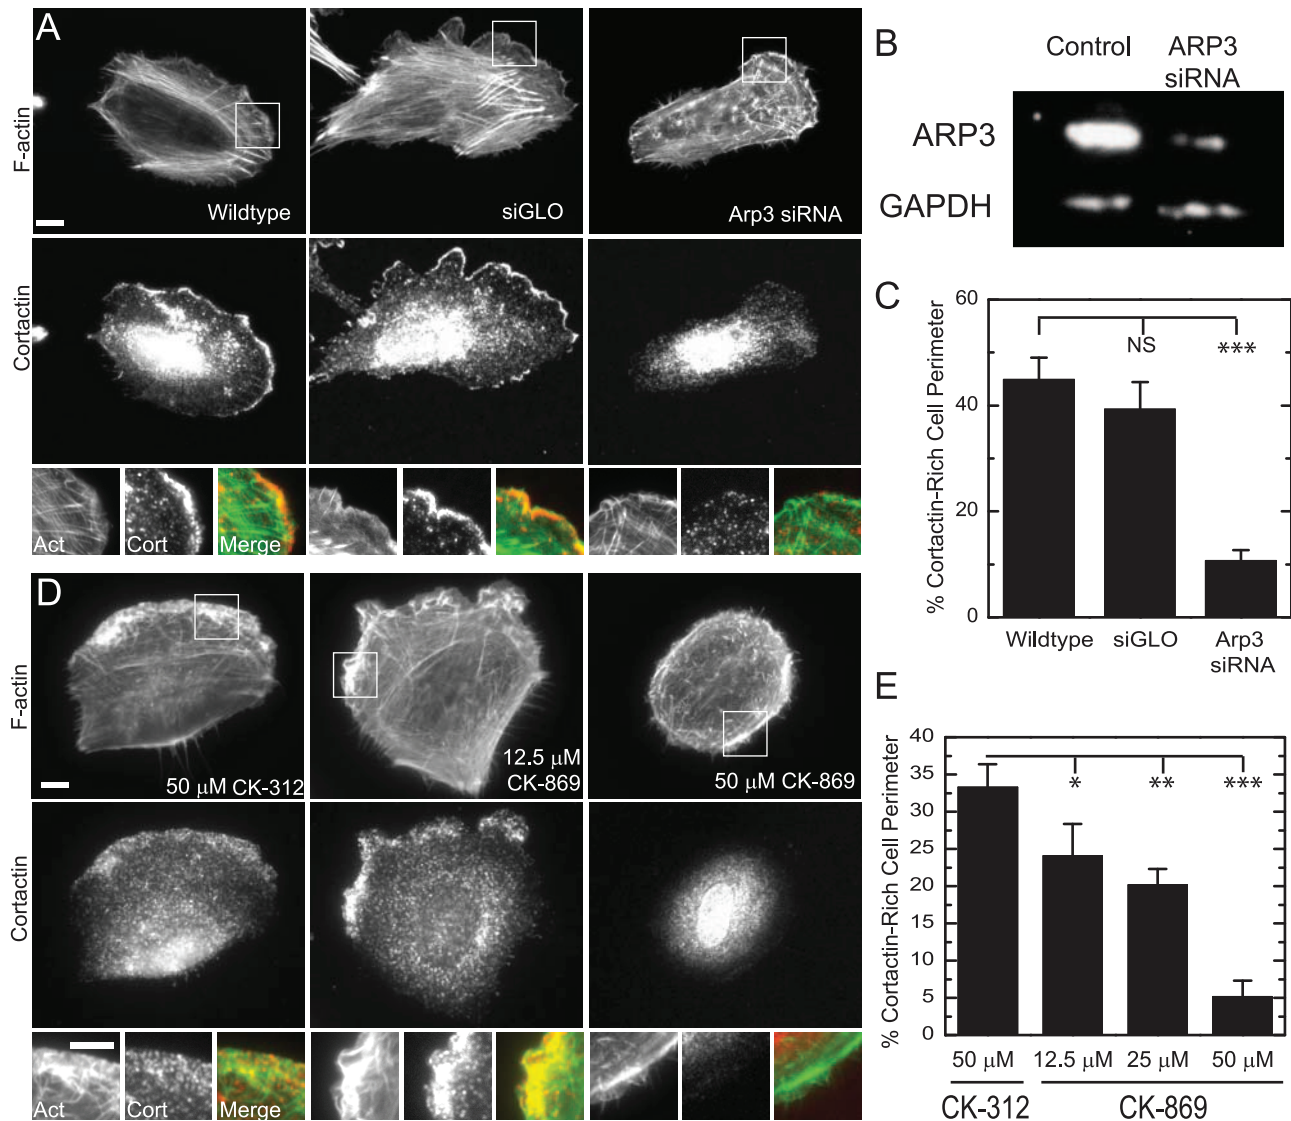 A
F-actin
Wildtype
siGLO
Arp3 siRNA
Cortactin
Act
Cort
Merge
B
Control
ARP3
siRNA
ARP3
GAPDH
C
% Cortactin-Rich Cell Perimeter
60
40
20
0
NS
***
Wildtype
siGLO
Arp3
siRNA
D
F-actin
50 μM CK-312
12.5 μM
CK-869
50 μM CK-869
Cortactin
Act
Cort
Merge
E
% Cortactin-Rich Cell Perimeter
40
35
30
25
20
15
10
5
0
*
**
***
50 μM
12.5 μM
25 μM
50 μM
CK-312
CK-869